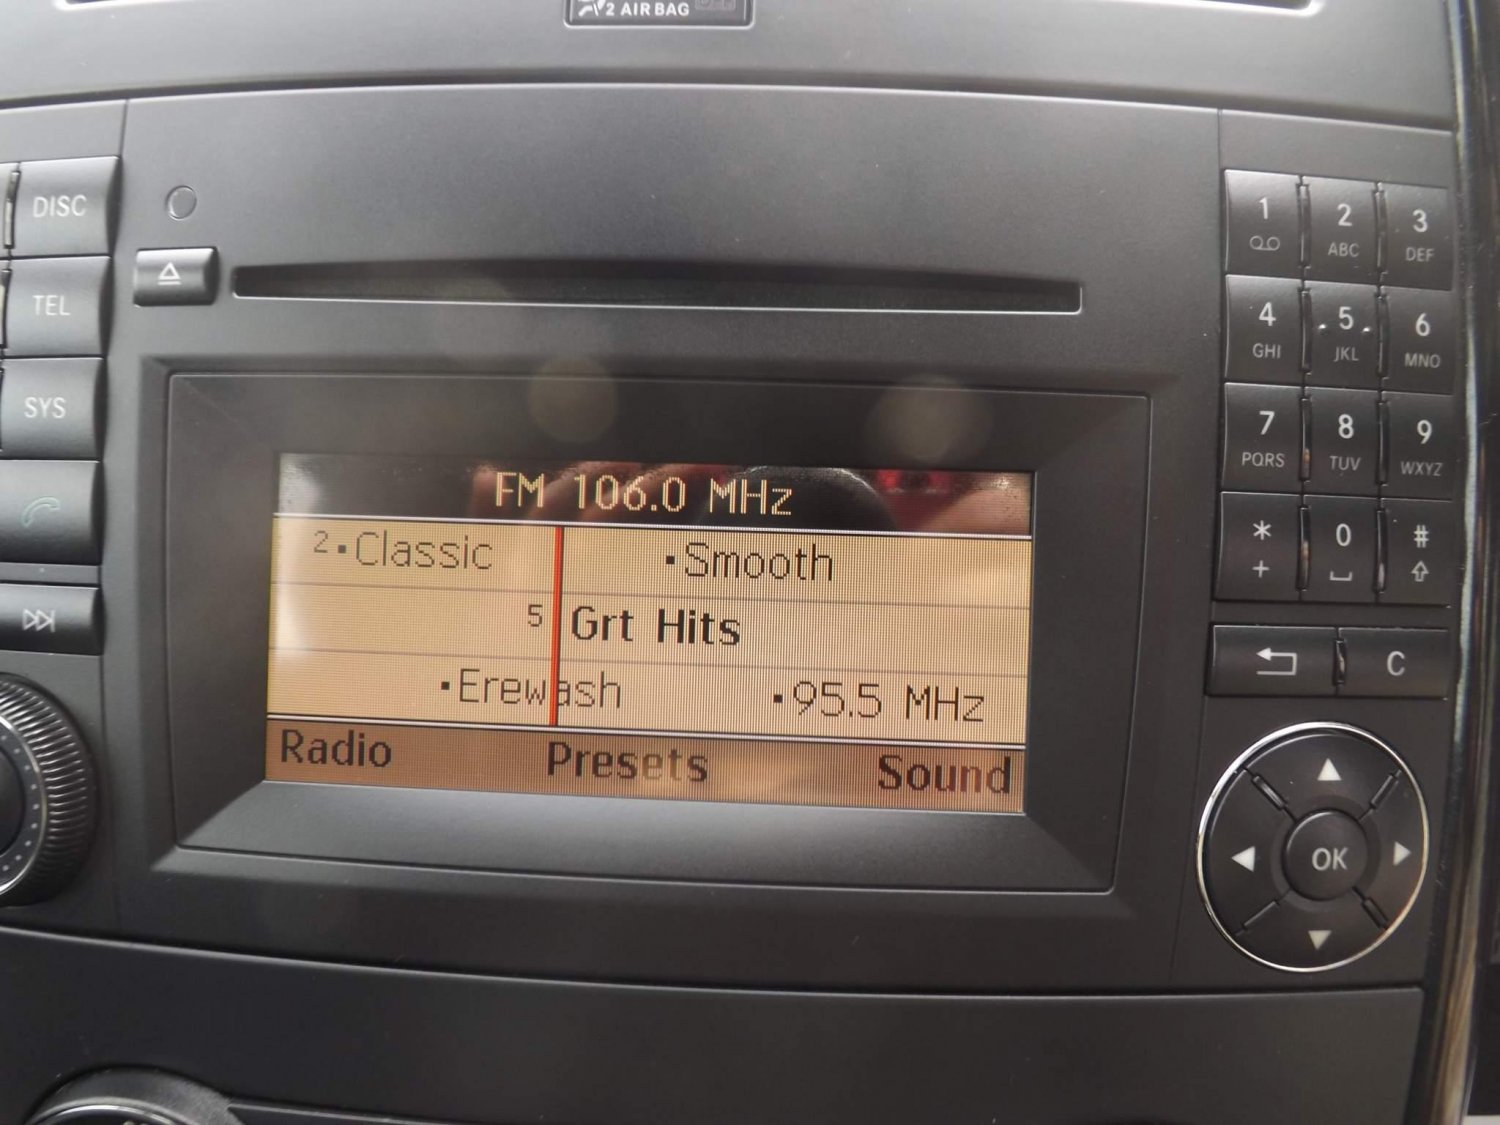 2 AIR BAG OFF
DISC
TEL
SYS
FM 106.0 MHz
2 Classic Smooth
5 Grt Hits
Erewash 95.5 MHz
Radio Presets Sound
1 2 3
ABC DEF
4 5 6
GHI JKL MNO
7 8 9
PQRS TUV WXYZ
* 0 #
+
C
OK